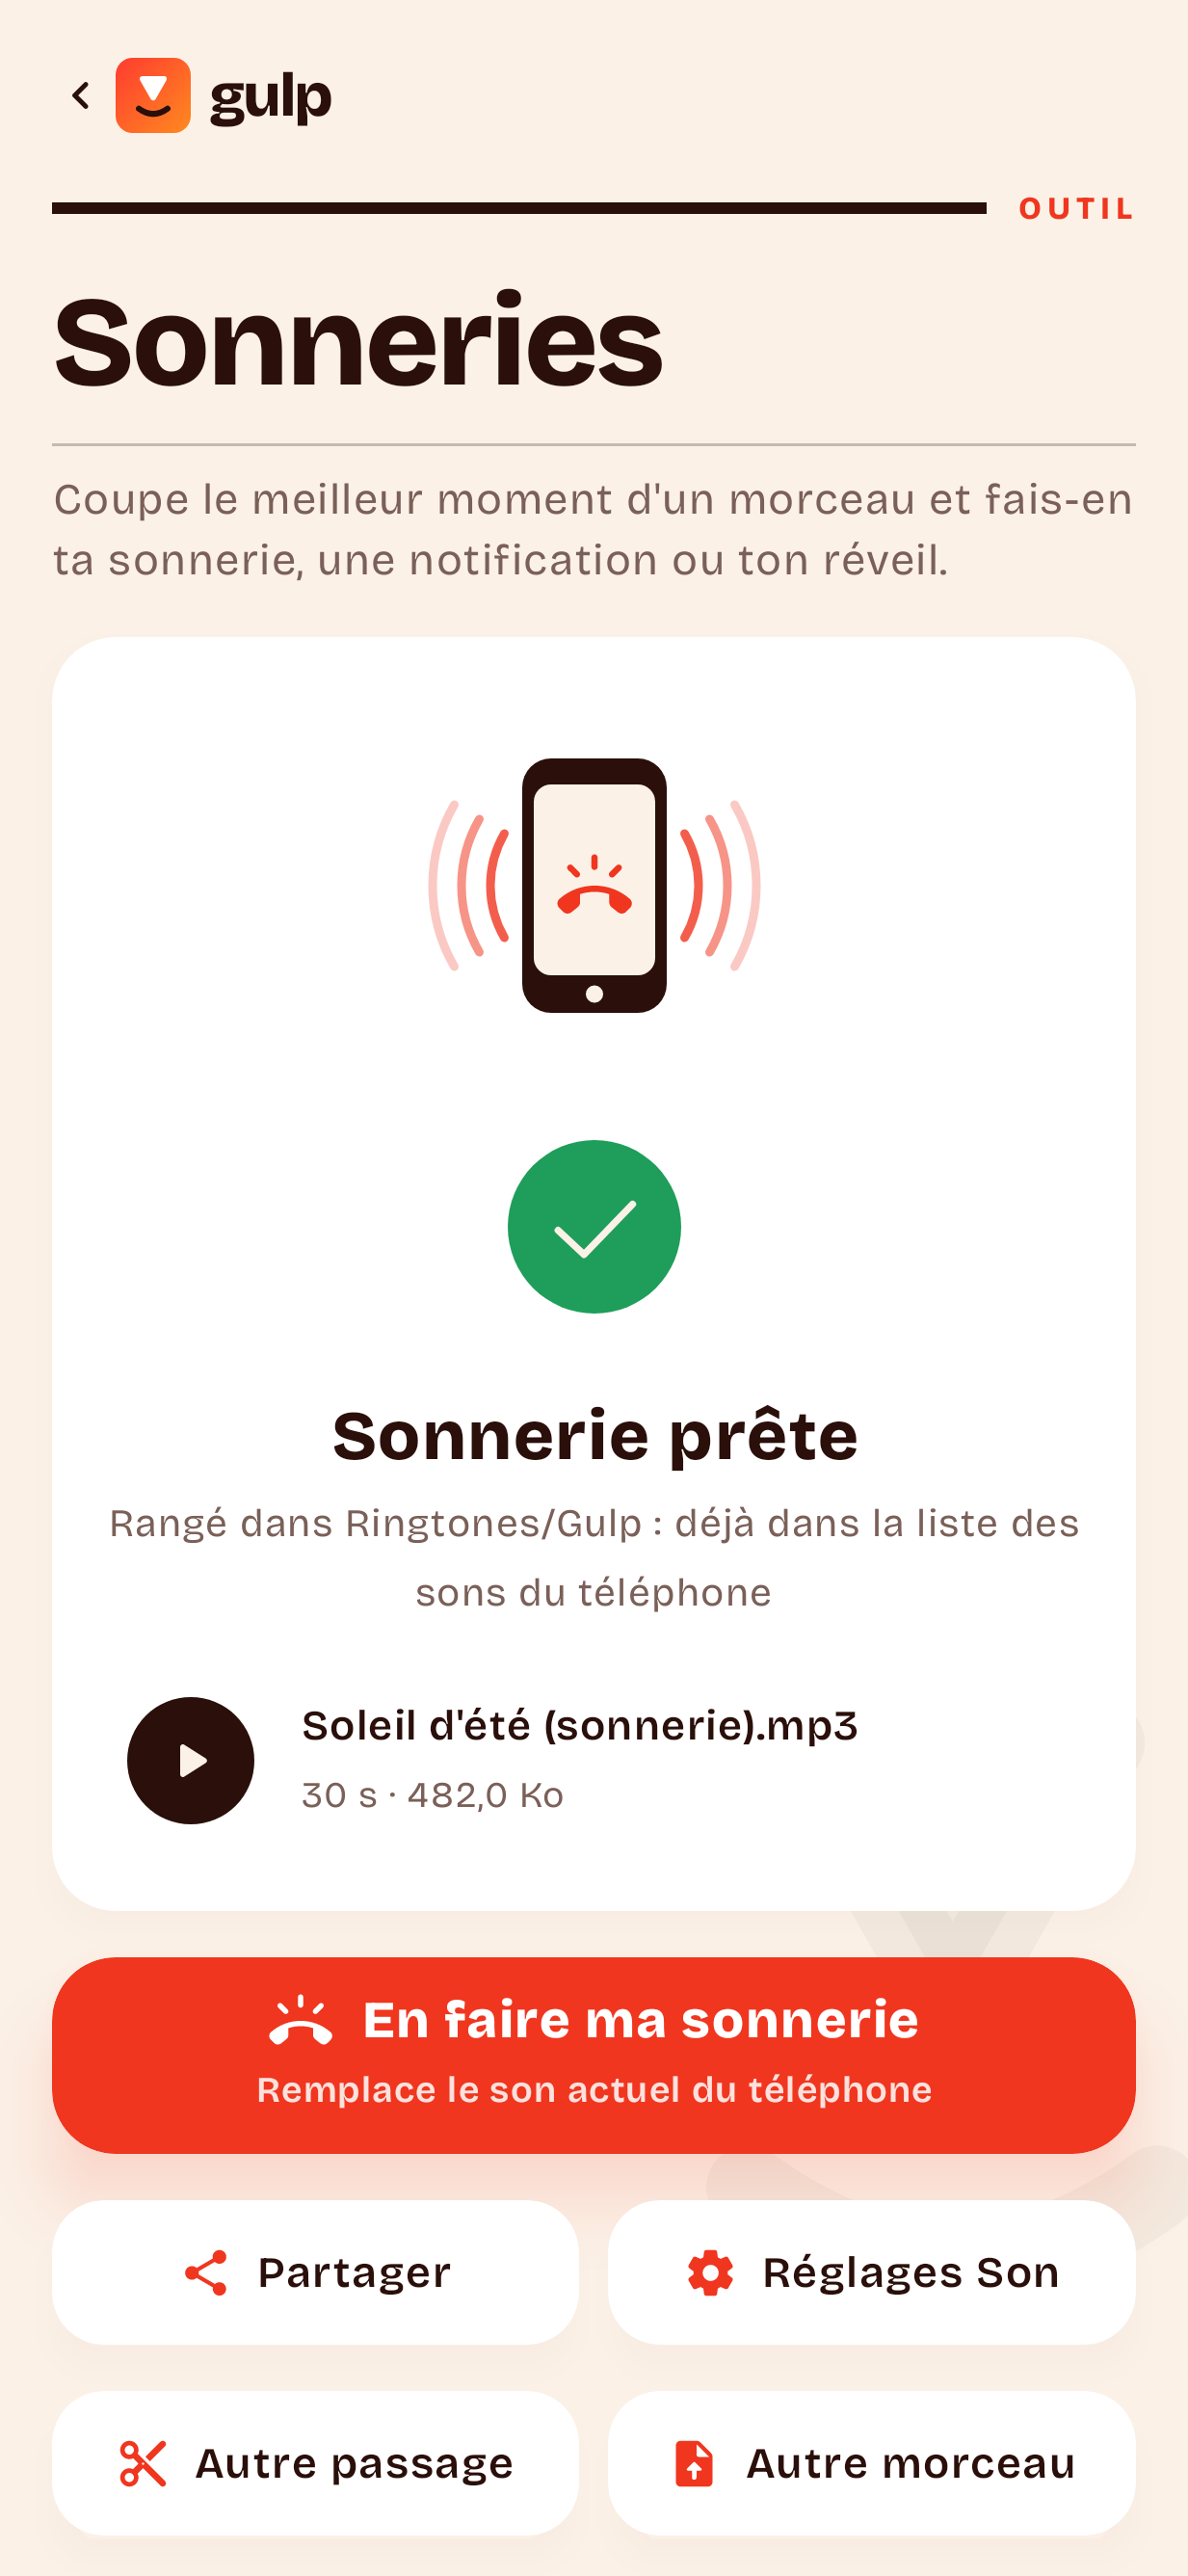 gulp
OUTIL
Sonneries
Coupe le meilleur moment d'un morceau et fais-en
ta sonnerie, une notification ou ton réveil.
Sonnerie prête
Rangé dans Ringtones/Gulp : déjà dans la liste des
sons du téléphone
Soleil d'été (sonnerie).mp3
30 s · 482,0 Ko
En faire ma sonnerie
Remplace le son actuel du téléphone
Partager
Réglages Son
Autre passage
Autre morceau